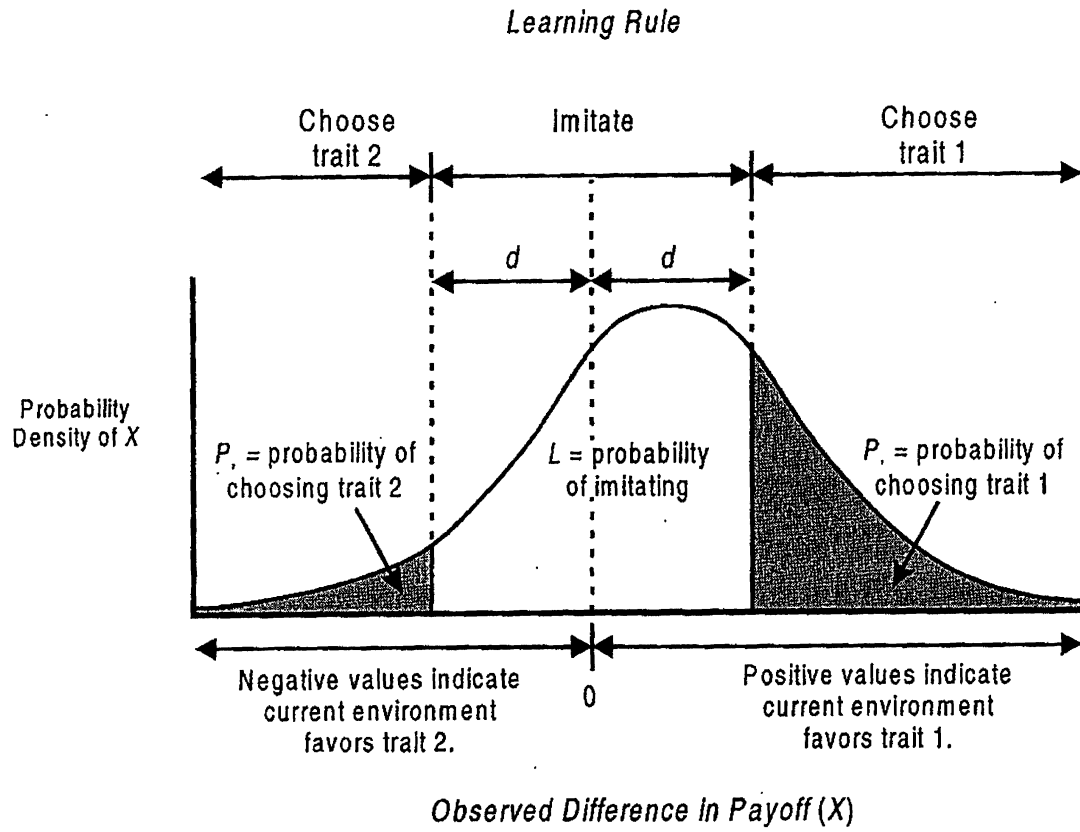 Learning Rule
Choose
trait 2
Imitate
Choose
trait 1
d
d
Probability
Density of X
P, = probability of
choosing trait 2
L = probability
of imitating
P, = probability of
choosing trait 1
Negative values indicate
current environment
favors trait 2.
0
Positive values indicate
current environment
favors trait 1.
Observed Difference in Payoff (X)